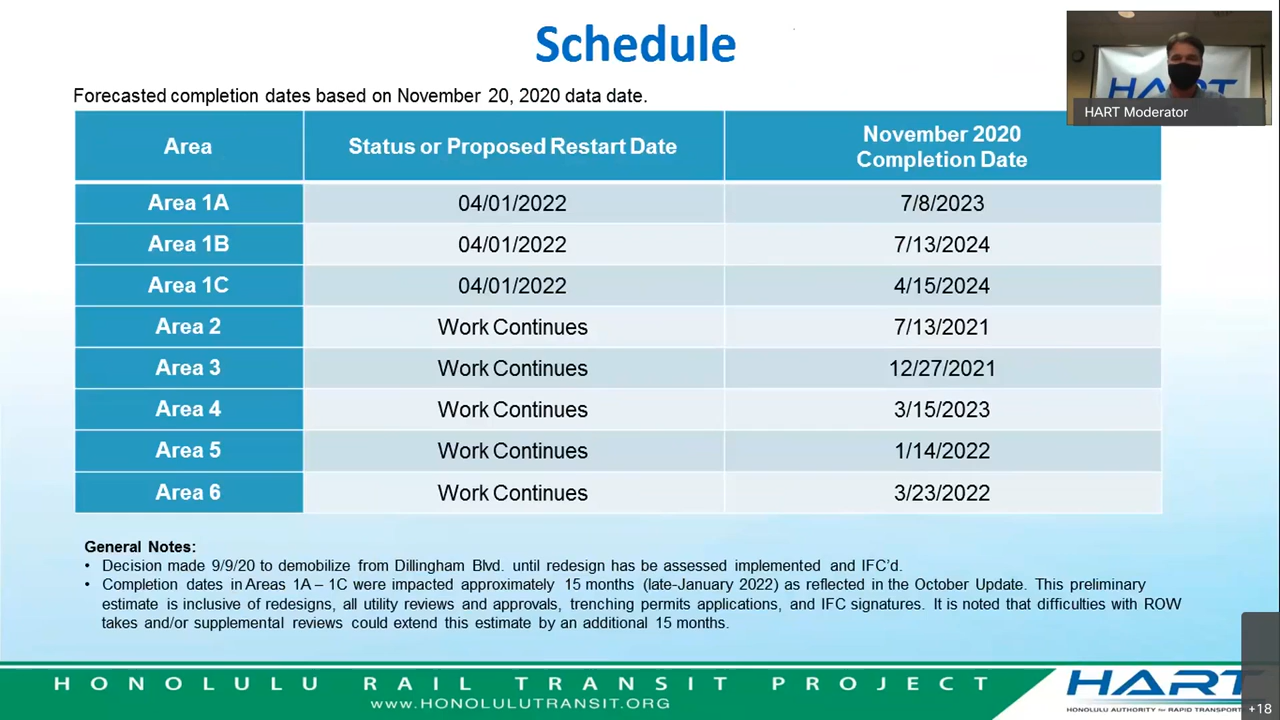 Schedule
HART
HART Moderator
Forecasted completion dates based on November 20, 2020 data date.
Area Status or Proposed Restart Date November 2020 Completion Date
Area 1A 04/01/2022 7/8/2023
Area 1B 04/01/2022 7/13/2024
Area 1C 04/01/2022 4/15/2024
Area 2 Work Continues 7/13/2021
Area 3 Work Continues 12/27/2021
Area 4 Work Continues 3/15/2023
Area 5 Work Continues 1/14/2022
Area 6 Work Continues 3/23/2022
General Notes:
• Decision made 9/9/20 to demobilize from Dillingham Blvd. until redesign has be assessed implemented and IFC'd.
• Completion dates in Areas 1A – 1C were impacted approximately 15 months (late-January 2022) as reflected in the October Update. This preliminary
estimate is inclusive of redesigns, all utility reviews and approvals, trenching permits applications, and IFC signatures. It is noted that difficulties with ROW
takes and/or supplemental reviews could extend this estimate by an additional 15 months.
HONOLULU RAIL TRANSIT PROJECT
www.HONOLULUTRANSIT.ORG
HART
HONOLULU AUTHORITY for RAPID TRANSPORT
+18